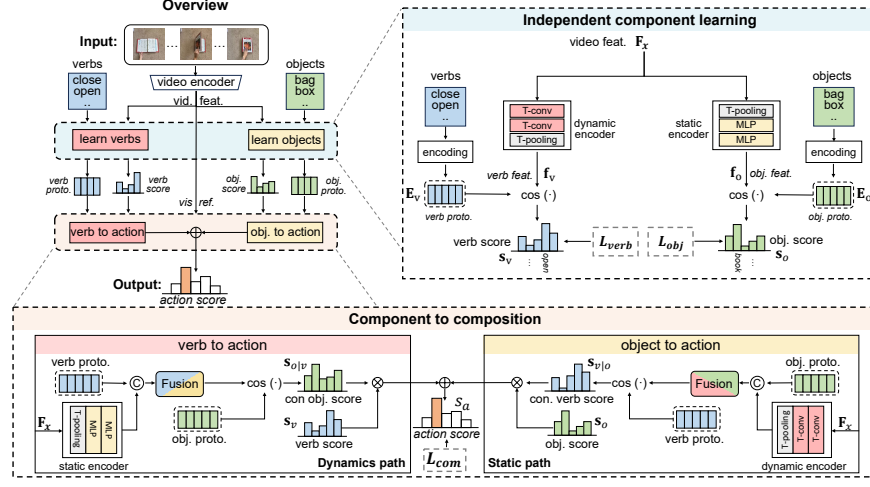 Overview
Input:
video encoder
vid. feat.
verbs
close
open
..
objects
bag
box
..
learn verbs
learn objects
verb
proto.
verb
score
obj.
score
obj.
proto.
vis ref.
verb to action
obj. to action
Output:
action score
Independent component learning
video feat. F𝑥
verbs
close
open
..
encoding
T-conv
T-conv
T-pooling
dynamic
encoder
static
encoder
T-pooling
MLP
MLP
objects
bag
box
..
encoding
verb feat.
f_v
f_o
obj. feat.
E_v
verb proto.
cos (·)
cos (·)
E_o
obj. proto.
verb score
s_v
...
open
L_verb
L_obj
book
...
obj. score
s_o
Component to composition
verb to action
verb proto.
C
Fusion
cos (·)
s_o|v
con obj. score
F_x
T-pooling
MLP
MLP
static encoder
obj. proto.
s_v
verb score
Dynamics path
S_a
action score
L_com
object to action
s_v|o
con. verb score
cos (·)
Fusion
C
obj. proto.
s_o
obj. score
verb proto.
T-pooling
T-conv
T-conv
F_x
dynamic encoder
Static path